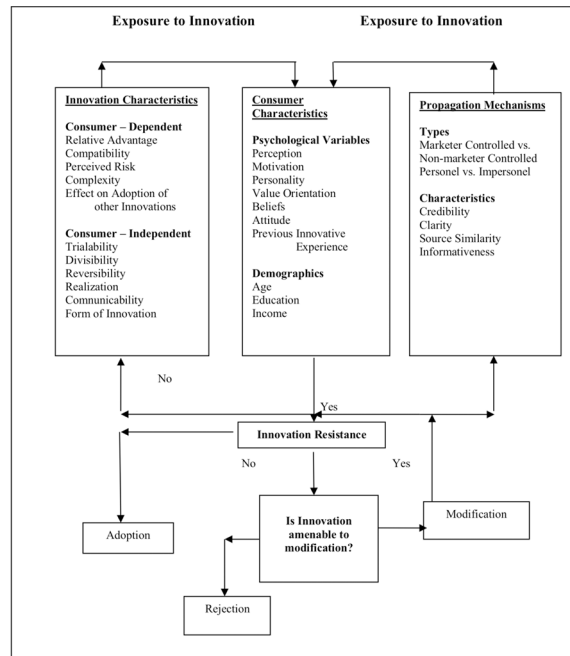 Exposure to Innovation
Exposure to Innovation
Innovation Characteristics
Consumer – Dependent
Relative Advantage
Compatibility
Perceived Risk
Complexity
Effect on Adoption of
other Innovations
Consumer – Independent
Trialability
Divisibility
Reversibility
Realization
Communicability
Form of Innovation
Consumer
Characteristics
Psychological Variables
Perception
Motivation
Personality
Value Orientation
Beliefs
Attitude
Previous Innovative
Experience
Demographics
Age
Education
Income
Propagation Mechanisms
Types
Marketer Controlled vs.
Non-marketer Controlled
Personel vs. Impersonel
Characteristics
Credibility
Clarity
Source Similarity
Informativeness
No
Yes
Innovation Resistance
No
Yes
Adoption
Is Innovation
amenable to
modification?
Modification
Rejection